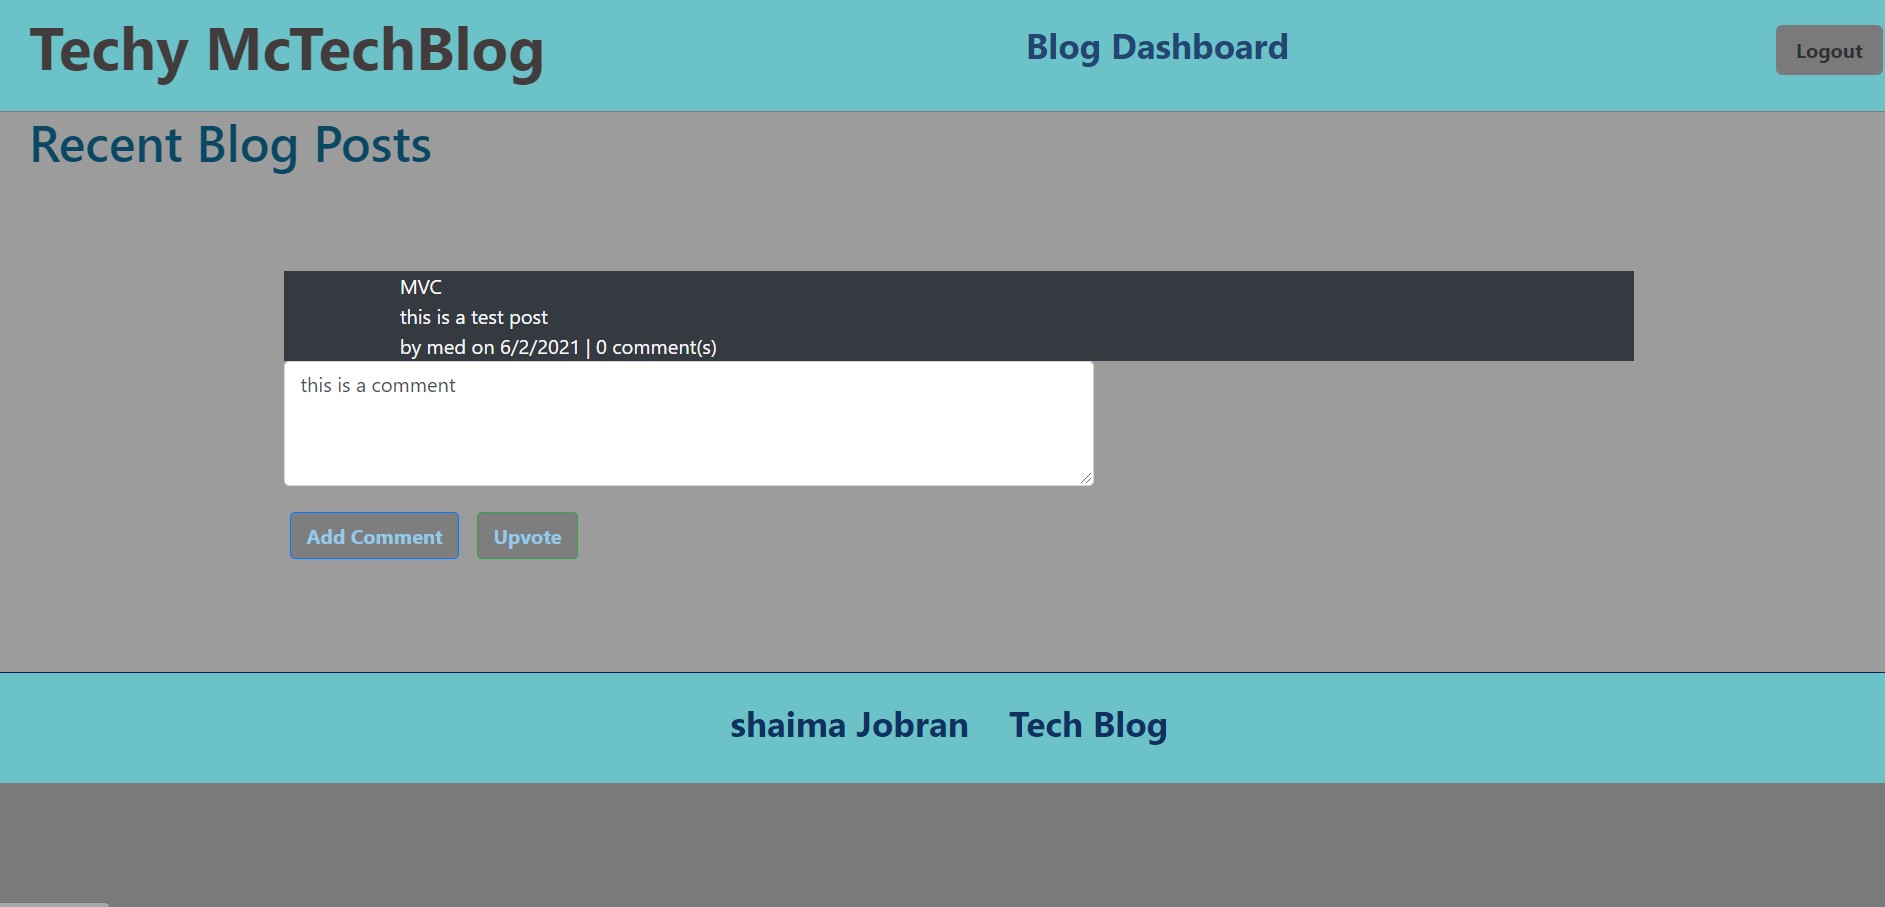 Techy McTechBlog
Blog Dashboard
Logout
Recent Blog Posts
MVC
this is a test post
by med on 6/2/2021 | 0 comment(s)
this is a comment
Add Comment
Upvote
shaima Jobran
Tech Blog